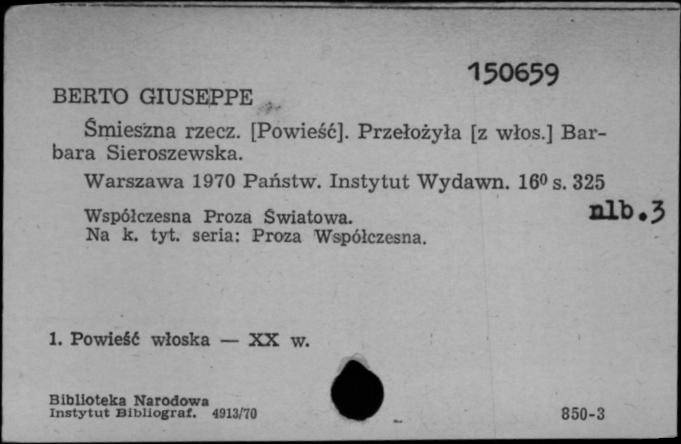 150659
BERTO GIUSEPPE
Śmieszna rzecz. [Powieść]. Przełożyła [z włos.] Bar-
bara Sieroszewska.
Warszawa 1970 Państw. Instytut Wydawn. 16⁰ s. 325
nlb.3
Współczesna Proza Światowa.
Na k. tyt. seria: Proza Współczesna.
1. Powieść włoska — XX w.
Biblioteka Narodowa
Instytut Bibliograf. 4913/70
850-3